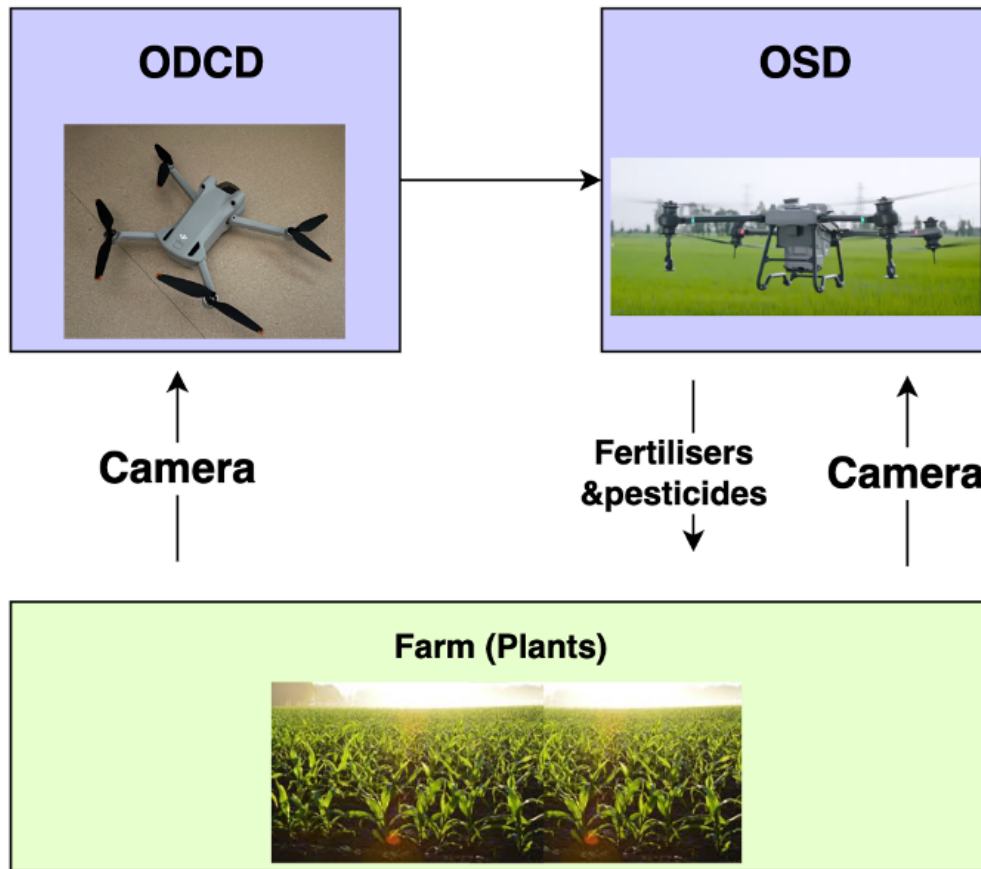 ODCD
OSD
Camera
Fertilisers
&pesticides
Camera
Farm (Plants)